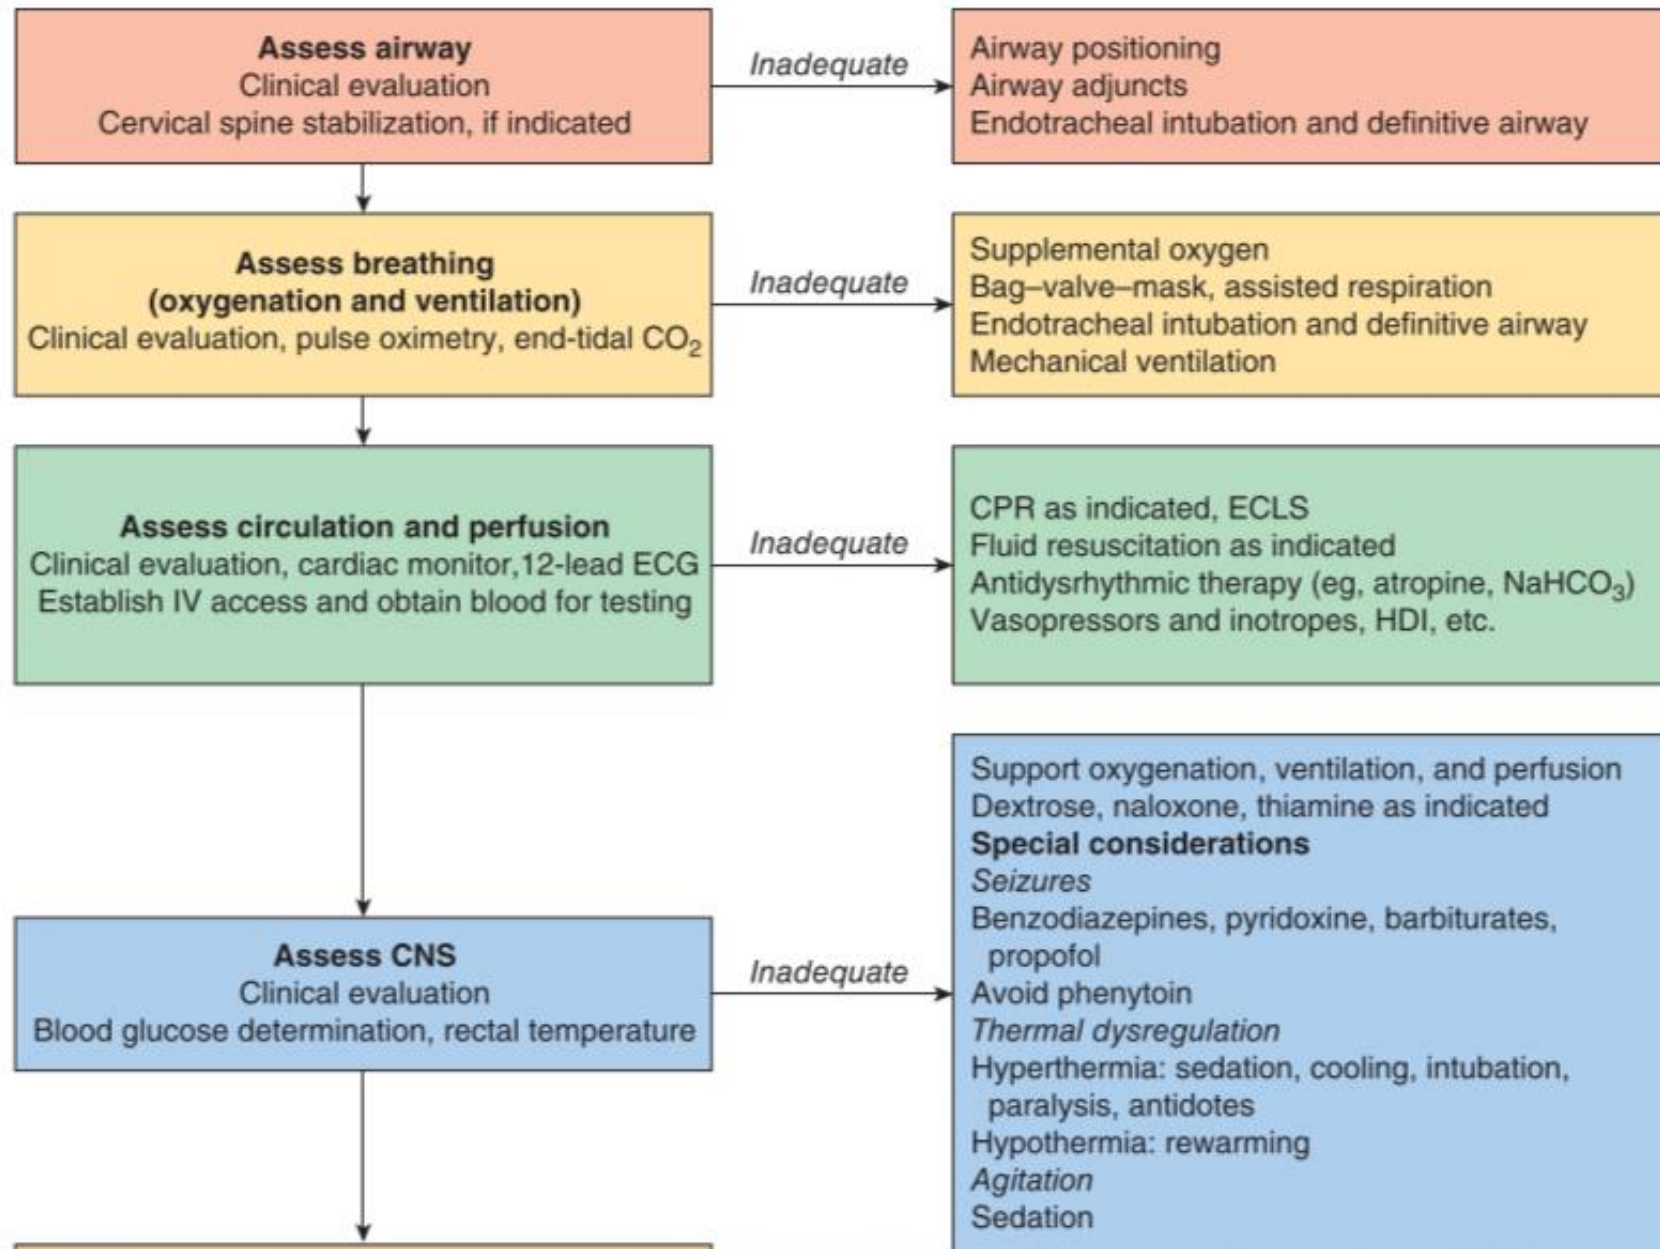 Assess airway
Clinical evaluation
Cervical spine stabilization, if indicated
Inadequate
Airway positioning
Airway adjuncts
Endotracheal intubation and definitive airway
Assess breathing
(oxygenation and ventilation)
Clinical evaluation, pulse oximetry, end-tidal CO₂
Inadequate
Supplemental oxygen
Bag–valve–mask, assisted respiration
Endotracheal intubation and definitive airway
Mechanical ventilation
Assess circulation and perfusion
Clinical evaluation, cardiac monitor,12-lead ECG
Establish IV access and obtain blood for testing
Inadequate
CPR as indicated, ECLS
Fluid resuscitation as indicated
Antidysrhythmic therapy (eg, atropine, NaHCO₃)
Vasopressors and inotropes, HDI, etc.
Assess CNS
Clinical evaluation
Blood glucose determination, rectal temperature
Inadequate
Support oxygenation, ventilation, and perfusion
Dextrose, naloxone, thiamine as indicated
Special considerations
Seizures
Benzodiazepines, pyridoxine, barbiturates,
propofol
Avoid phenytoin
Thermal dysregulation
Hyperthermia: sedation, cooling, intubation,
paralysis, antidotes
Hypothermia: rewarming
Agitation
Sedation